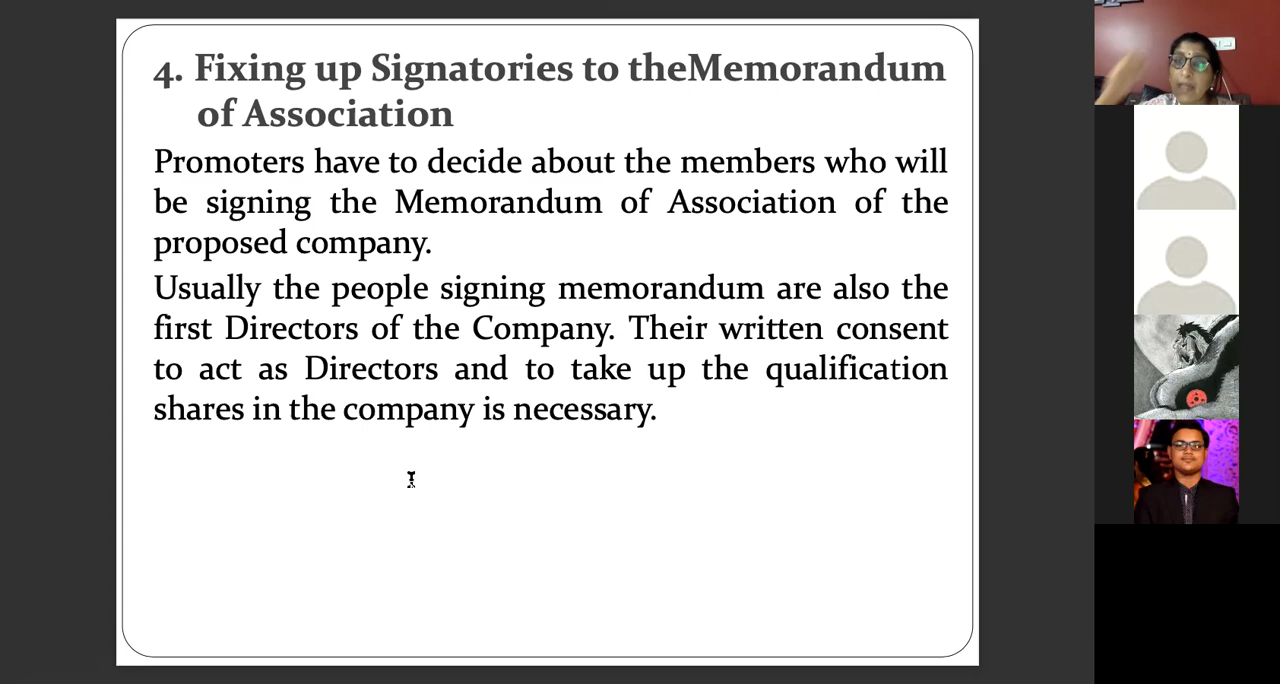 4. Fixing up Signatories to theMemorandum
of Association
Promoters have to decide about the members who will
be signing the Memorandum of Association of the
proposed company.
Usually the people signing memorandum are also the
first Directors of the Company. Their written consent
to act as Directors and to take up the qualification
shares in the company is necessary.